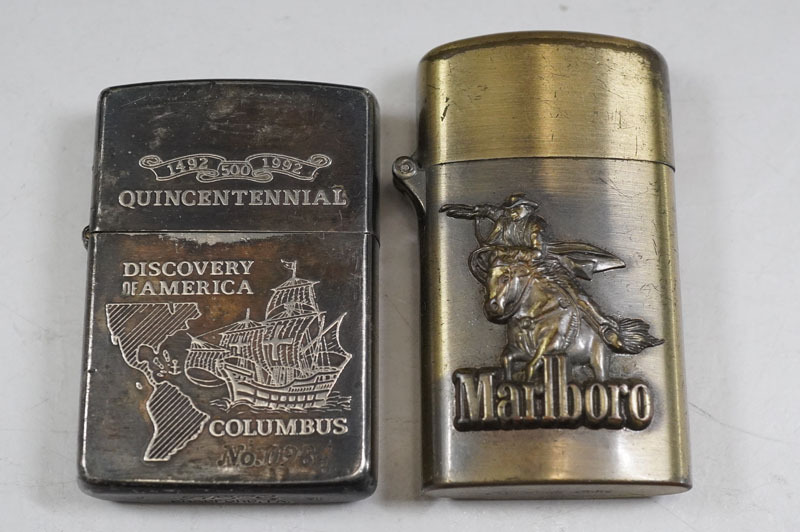 1492 500 1992
QUINCENTENNIAL
DISCOVERY
OF AMERICA
COLUMBUS
Marlboro